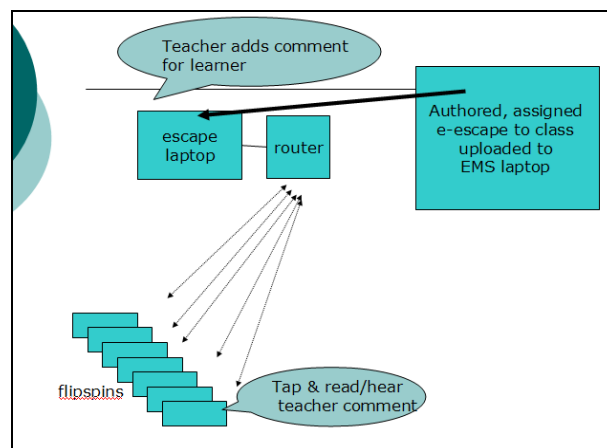 Teacher adds comment
for learner
Authored, assigned
e-escape to class
uploaded to
EMS laptop
escape
laptop
router
flipspins
Tap & read/hear
teacher comment